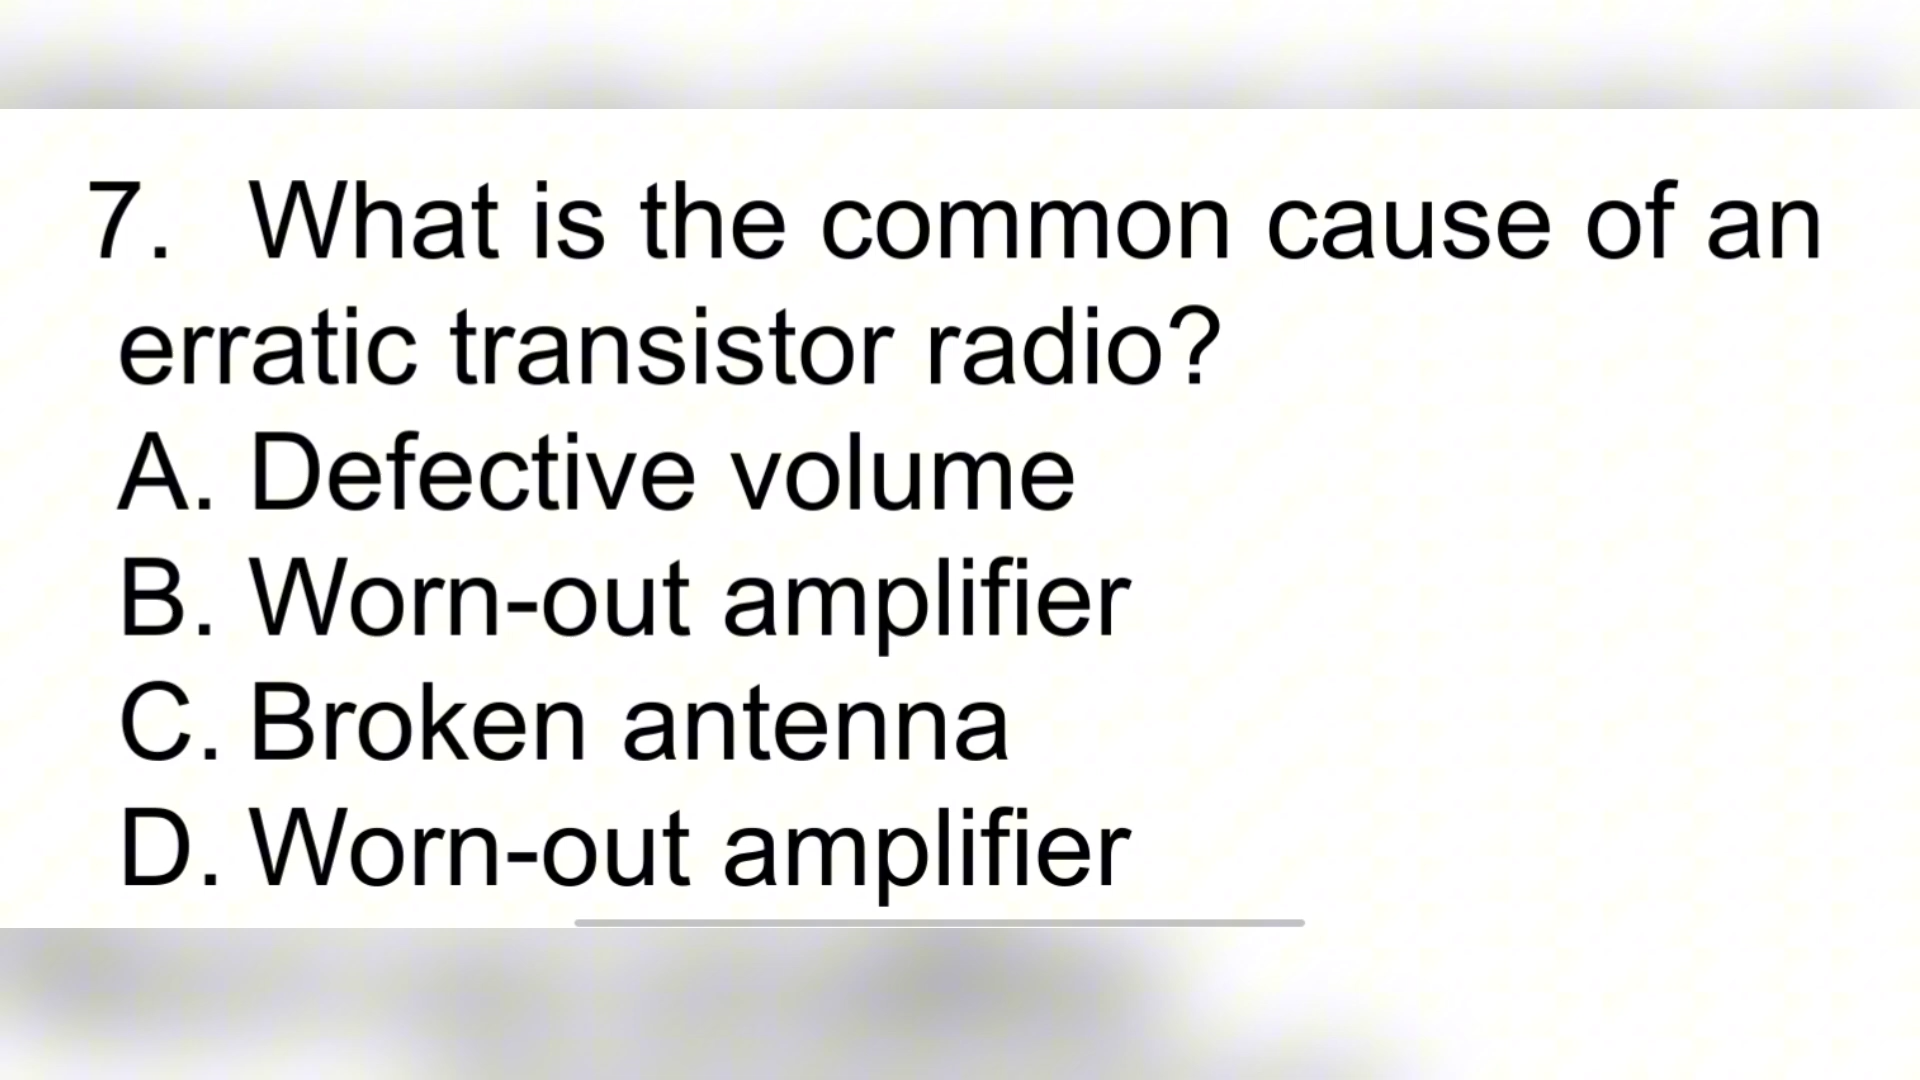 7. What is the common cause of an
erratic transistor radio?
A. Defective volume
B. Worn-out amplifier
C. Broken antenna
D. Worn-out amplifier